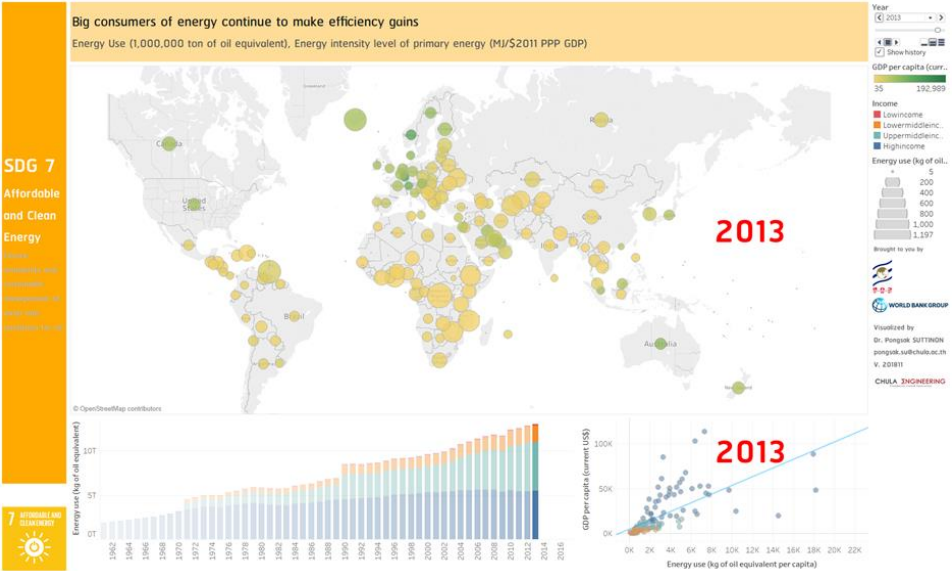 Big consumers of energy continue to make efficiency gains
Energy Use (1,000,000 ton of oil equivalent), Energy intensity level of primary energy (MJ/$2011 PPP GDP)
SDG 7
Affordable
and Clean
Energy
7 AFFORDABLE AND
CLEAN ENERGY
Canada
United
States
Brazil
Russia
China
India
Australia
2013
© OpenStreetMap contributors
Year
2013
Show history
GDP per capita (curr..
35 192,989
Income
Lowincome
Lowermiddleinc..
Uppermiddleinc..
Highincome
Energy use (kg of oil..
5
200
400
600
800
1,000
1,197
Brought to you by
WORLD BANK GROUP
Visualized by
Dr. Pongsak SUTTINON
pongsak.su@chula.ac.th
V. 201811
CHULA ENGINEERING
Energy use (kg of oil equivalent)
10T
5T
0T
1962 1964 1966 1968 1970 1972 1974 1976 1978 1980 1982 1984 1986 1988 1990 1992 1994 1996 1998 2000 2002 2004 2006 2008 2010 2012 2014 2016
GDP per capita (current US$)
100K
50K
0K
2013
0K 2K 4K 6K 8K 10K 12K 14K 16K 18K 20K 22K
Energy use (kg of oil equivalent per capita)